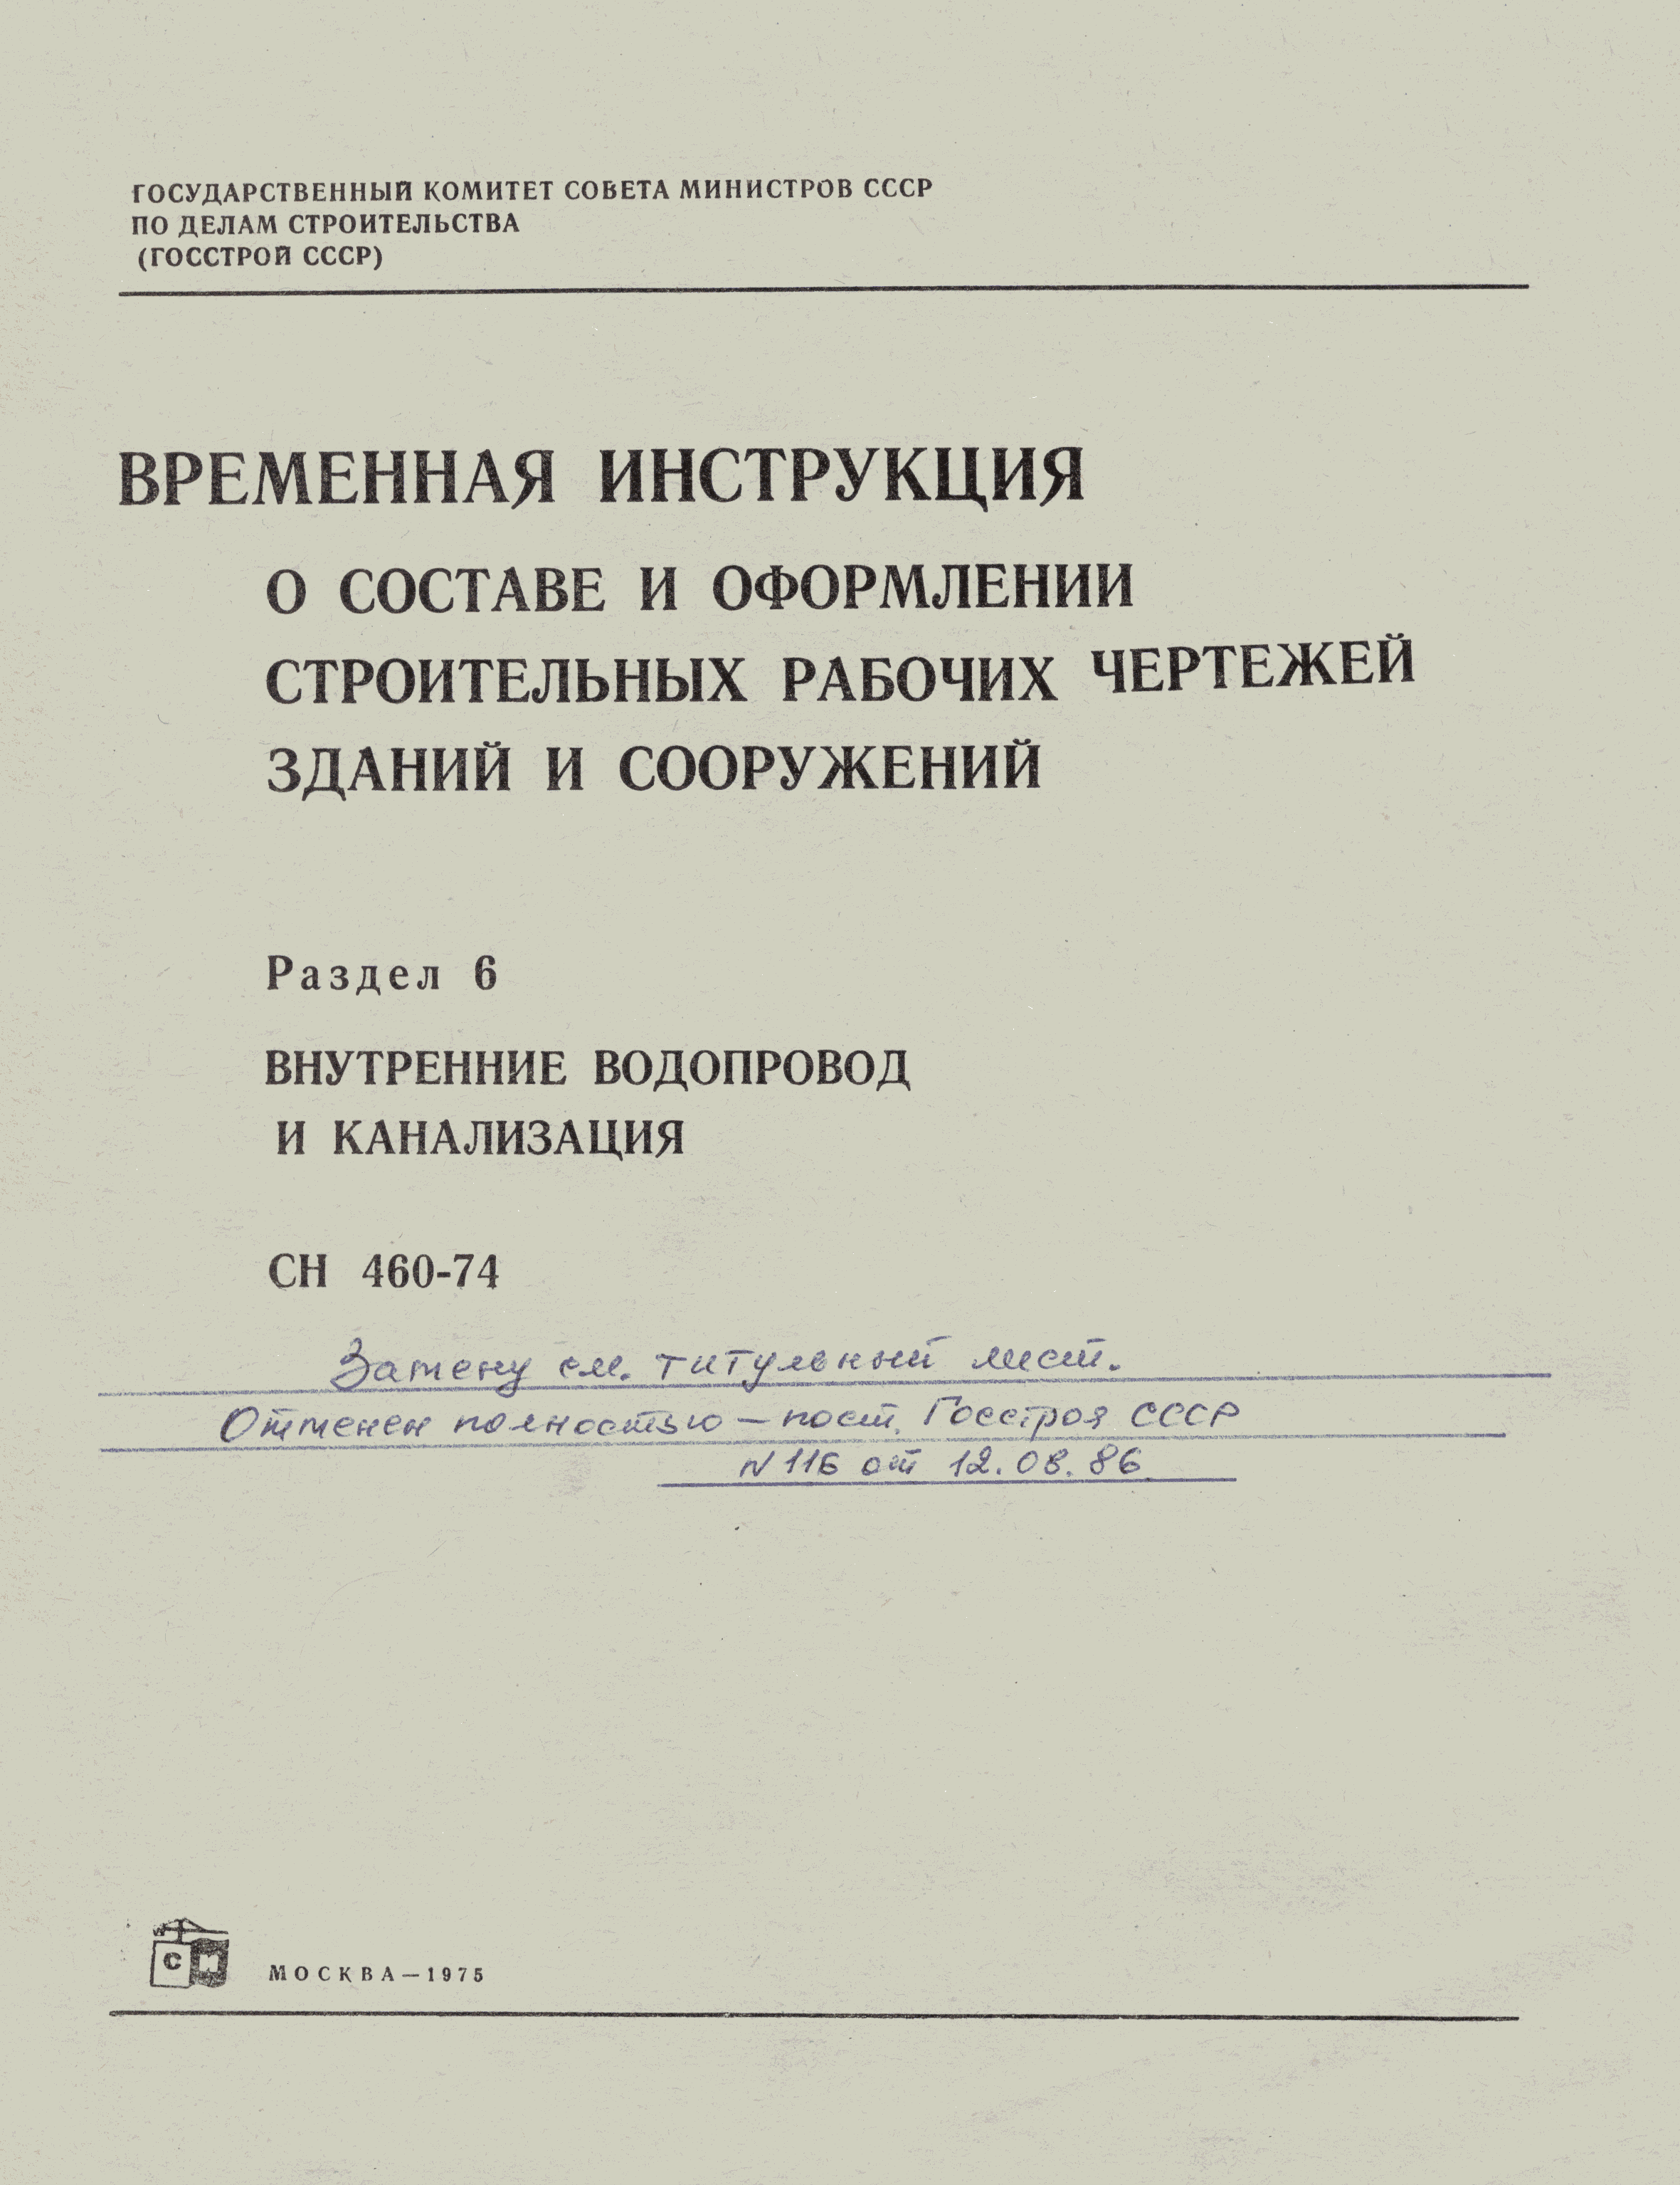 ГОСУДАРСТВЕННЫЙ КОМИТЕТ СОВЕТА МИНИСТРОВ СССР
ПО ДЕЛАМ СТРОИТЕЛЬСТВА
(ГОССТРОЙ СССР)
ВРЕМЕННАЯ ИНСТРУКЦИЯ
О СОСТАВЕ И ОФОРМЛЕНИИ
СТРОИТЕЛЬНЫХ РАБОЧИХ ЧЕРТЕЖЕЙ
ЗДАНИЙ И СООРУЖЕНИЙ
Раздел 6
ВНУТРЕННИЕ ВОДОПРОВОД
И КАНАЛИЗАЦИЯ
СН 460-74
Замену см. титульный лист.
Отменен полностью — пост. Госстроя СССР
N 116 от 12.08.86
С И
МОСКВА—1975